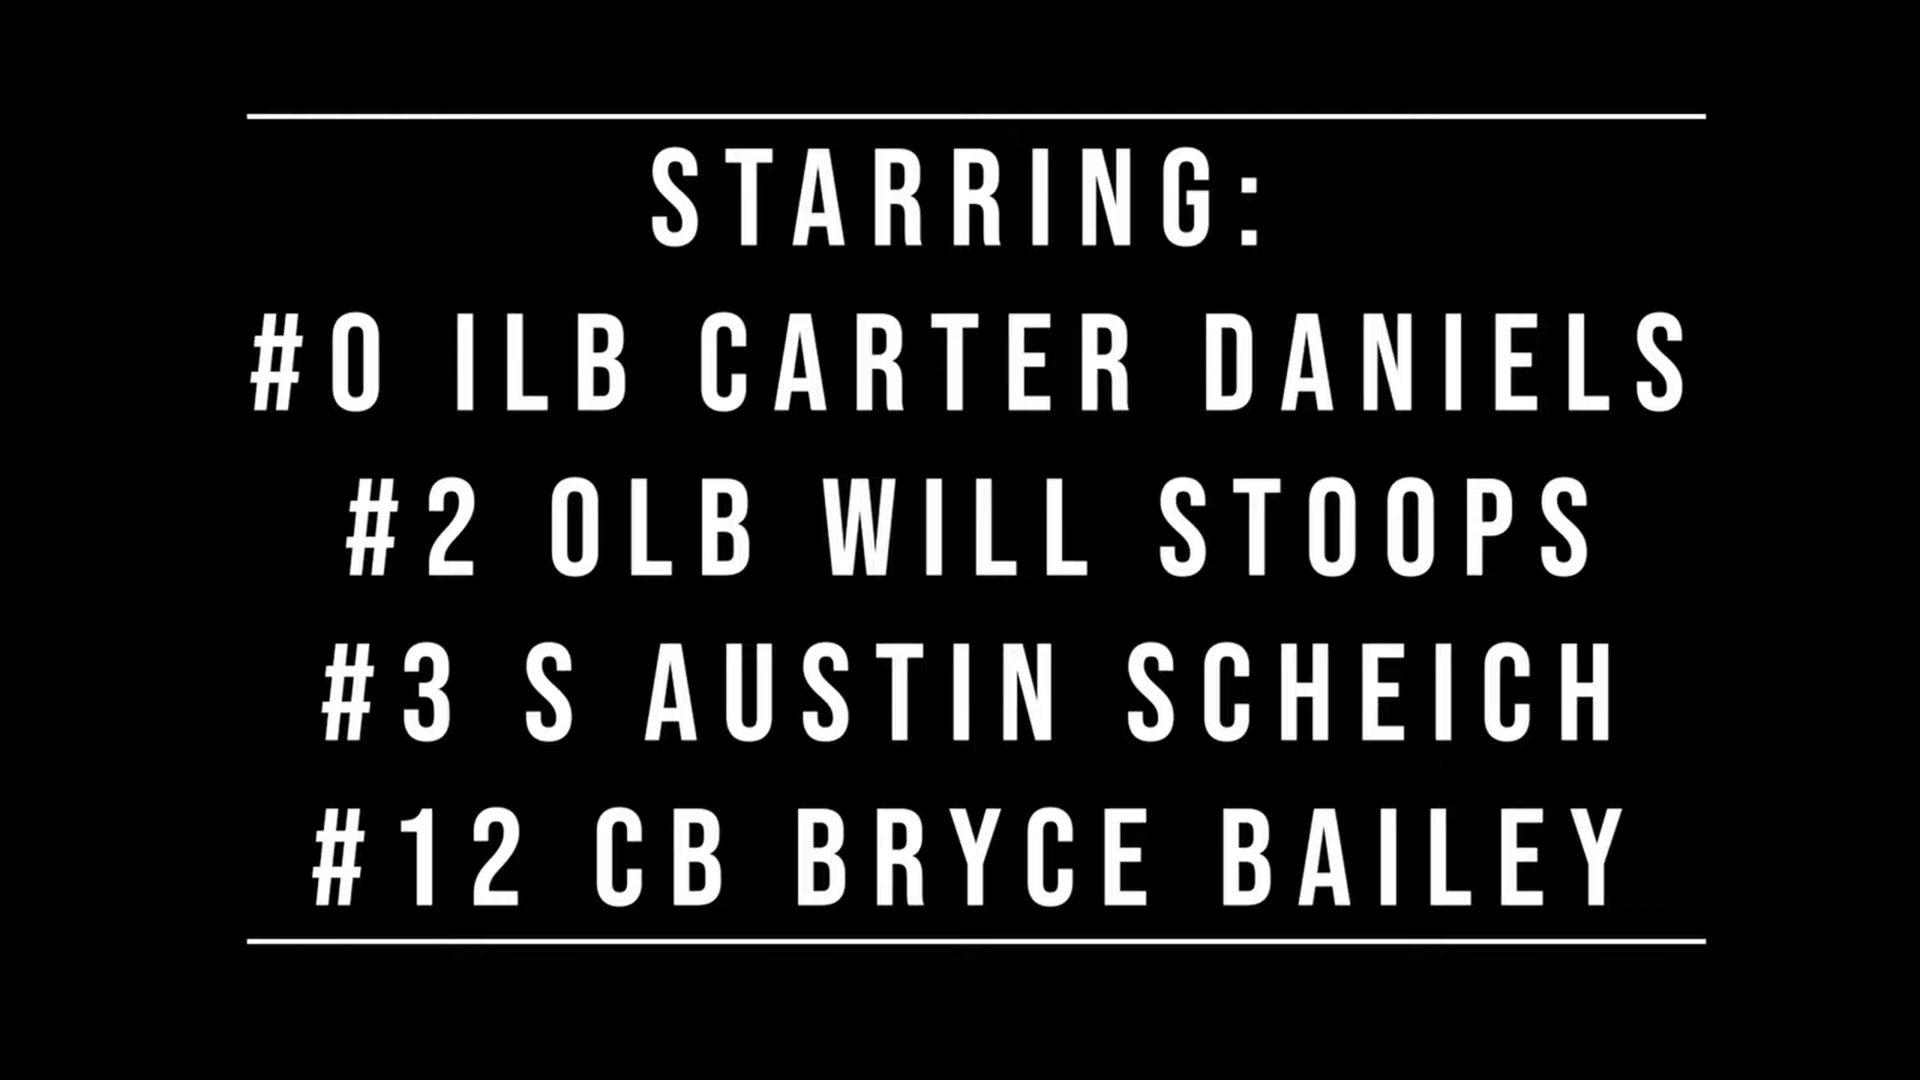 STARRING:
#0 ILB CARTER DANIELS
#2 OLB WILL STOOPS
#3 S AUSTIN SCHEICH
#12 CB BRYCE BAILEY